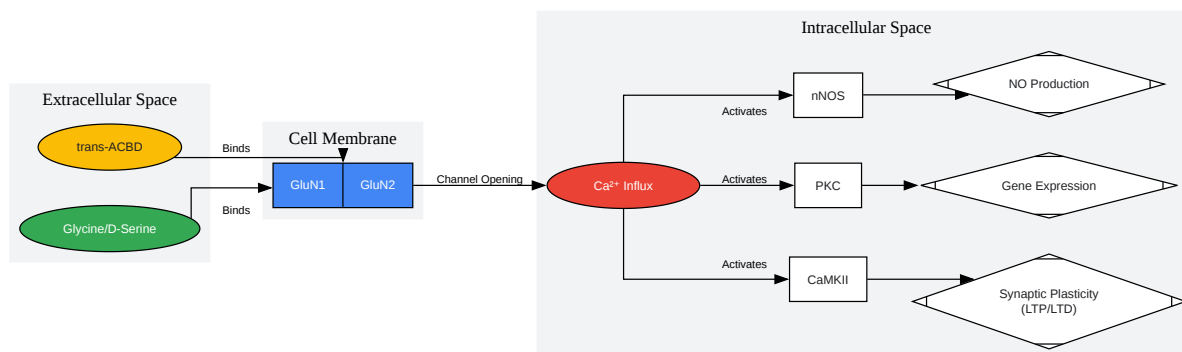 Extracellular Space
trans-ACBD
Glycine/D-Serine
Binds
Binds
Cell Membrane
GluN1
GluN2
Channel Opening
Intracellular Space
Ca²⁺ Influx
Activates
nNOS
NO Production
Activates
PKC
Gene Expression
Activates
CaMKII
Synaptic Plasticity
(LTP/LTD)